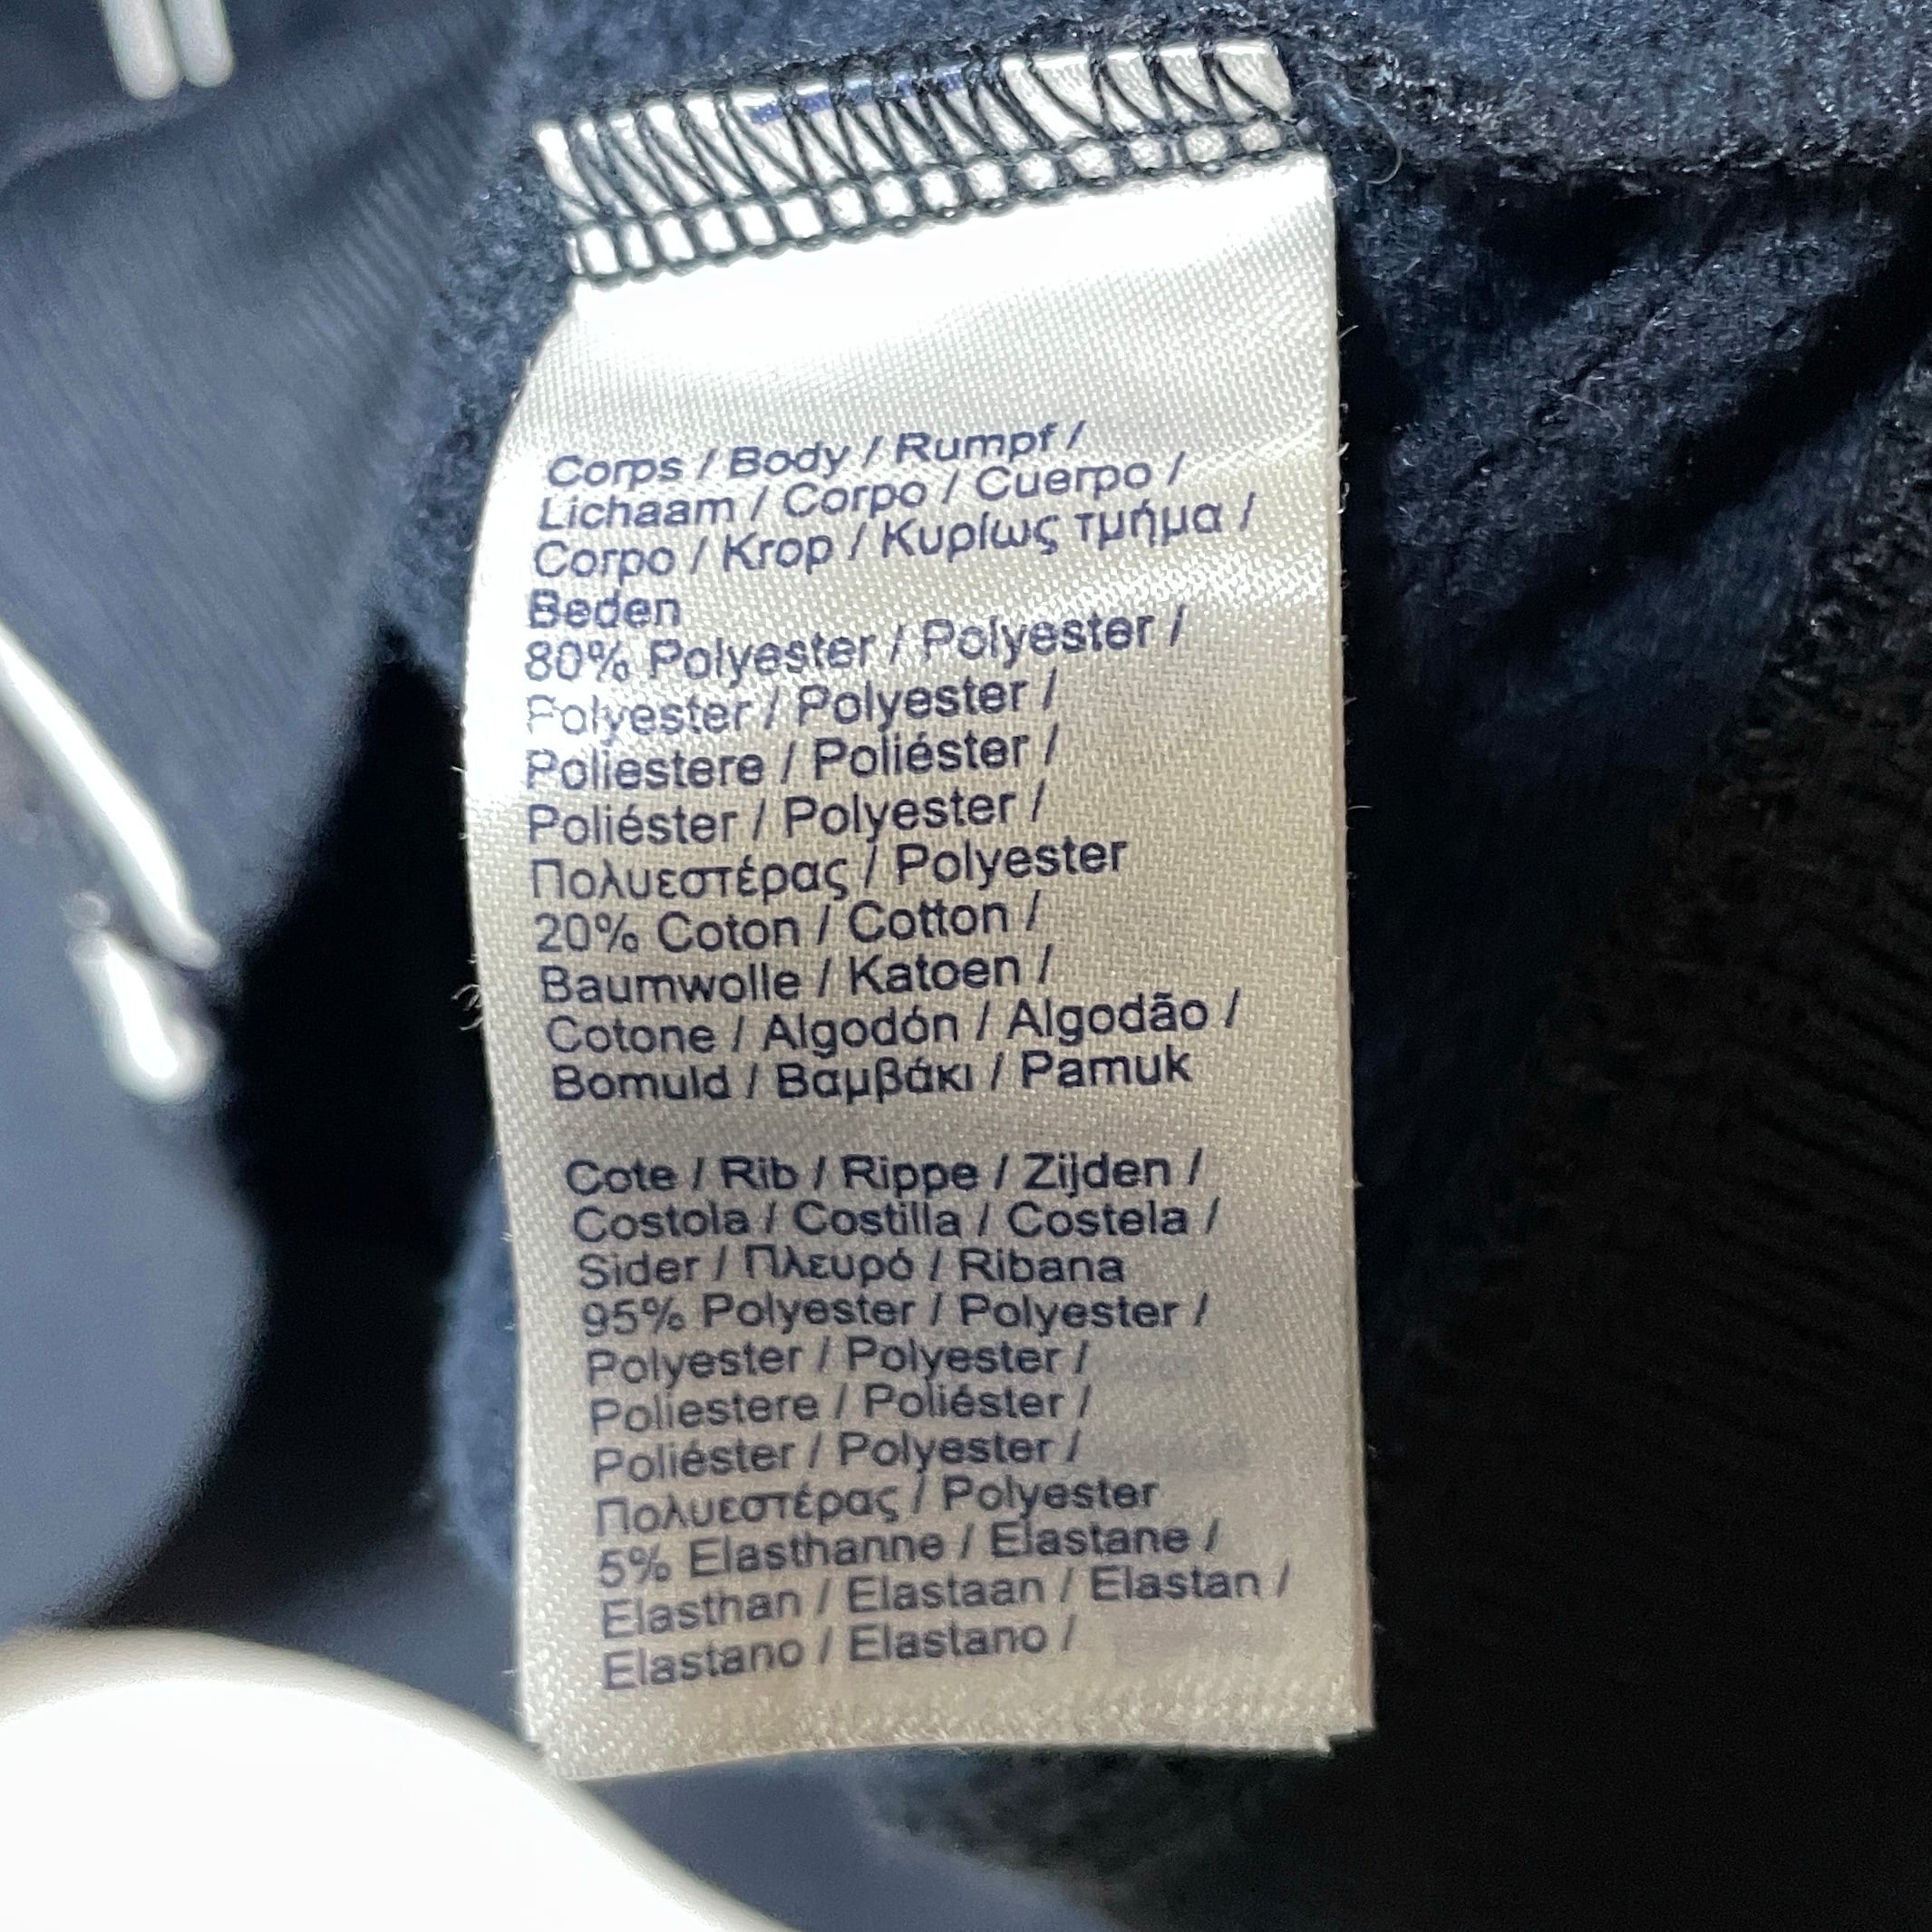 Corps / Body / Rumpf /
Lichaam / Corpo / Cuerpo /
Corpo / Krop / Κυρίως τμήμα /
Beden
80% Polyester / Polyester /
Polyester / Polyester /
Poliestere / Poliéster /
Poliéster / Polyester /
Πολυεστέρας / Polyester
20% Coton / Cotton /
Baumwolle / Katoen /
Cotone / Algodón / Algodão /
Bomuld / Βαμβάκι / Pamuk
Cote / Rib / Rippe / Zijden /
Costola / Costilla / Costela /
Sider / Πλευρό / Ribana
95% Polyester / Polyester /
Polyester / Polyester /
Poliestere / Poliéster /
Poliéster / Polyester /
Πολυεστέρας / Polyester
5% Elasthanne / Elastane /
Elasthan / Elastaan / Elastan /
Elastano / Elastano /